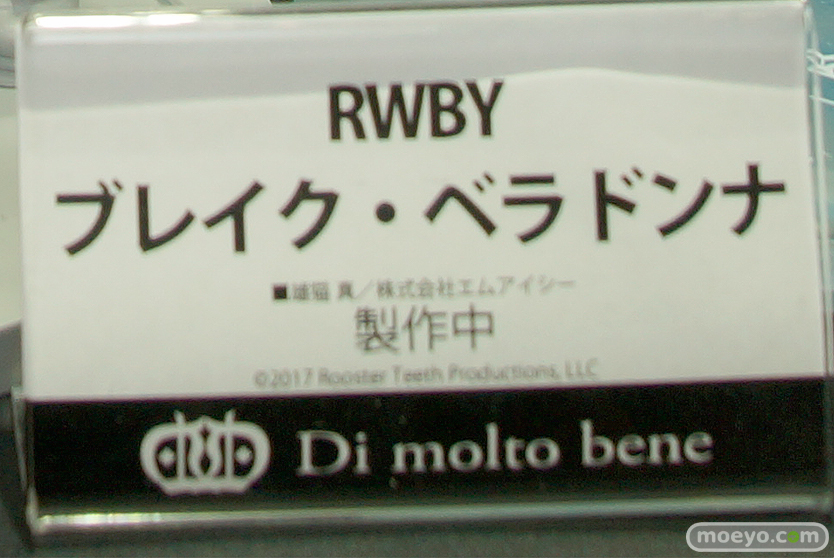 RWBY
ブレイク・ベラドンナ
■雄猫 真／株式会社エムアイシー
製作中
©2017 Rooster Teeth Productions, LLC
Di molto bene
moeyo.com